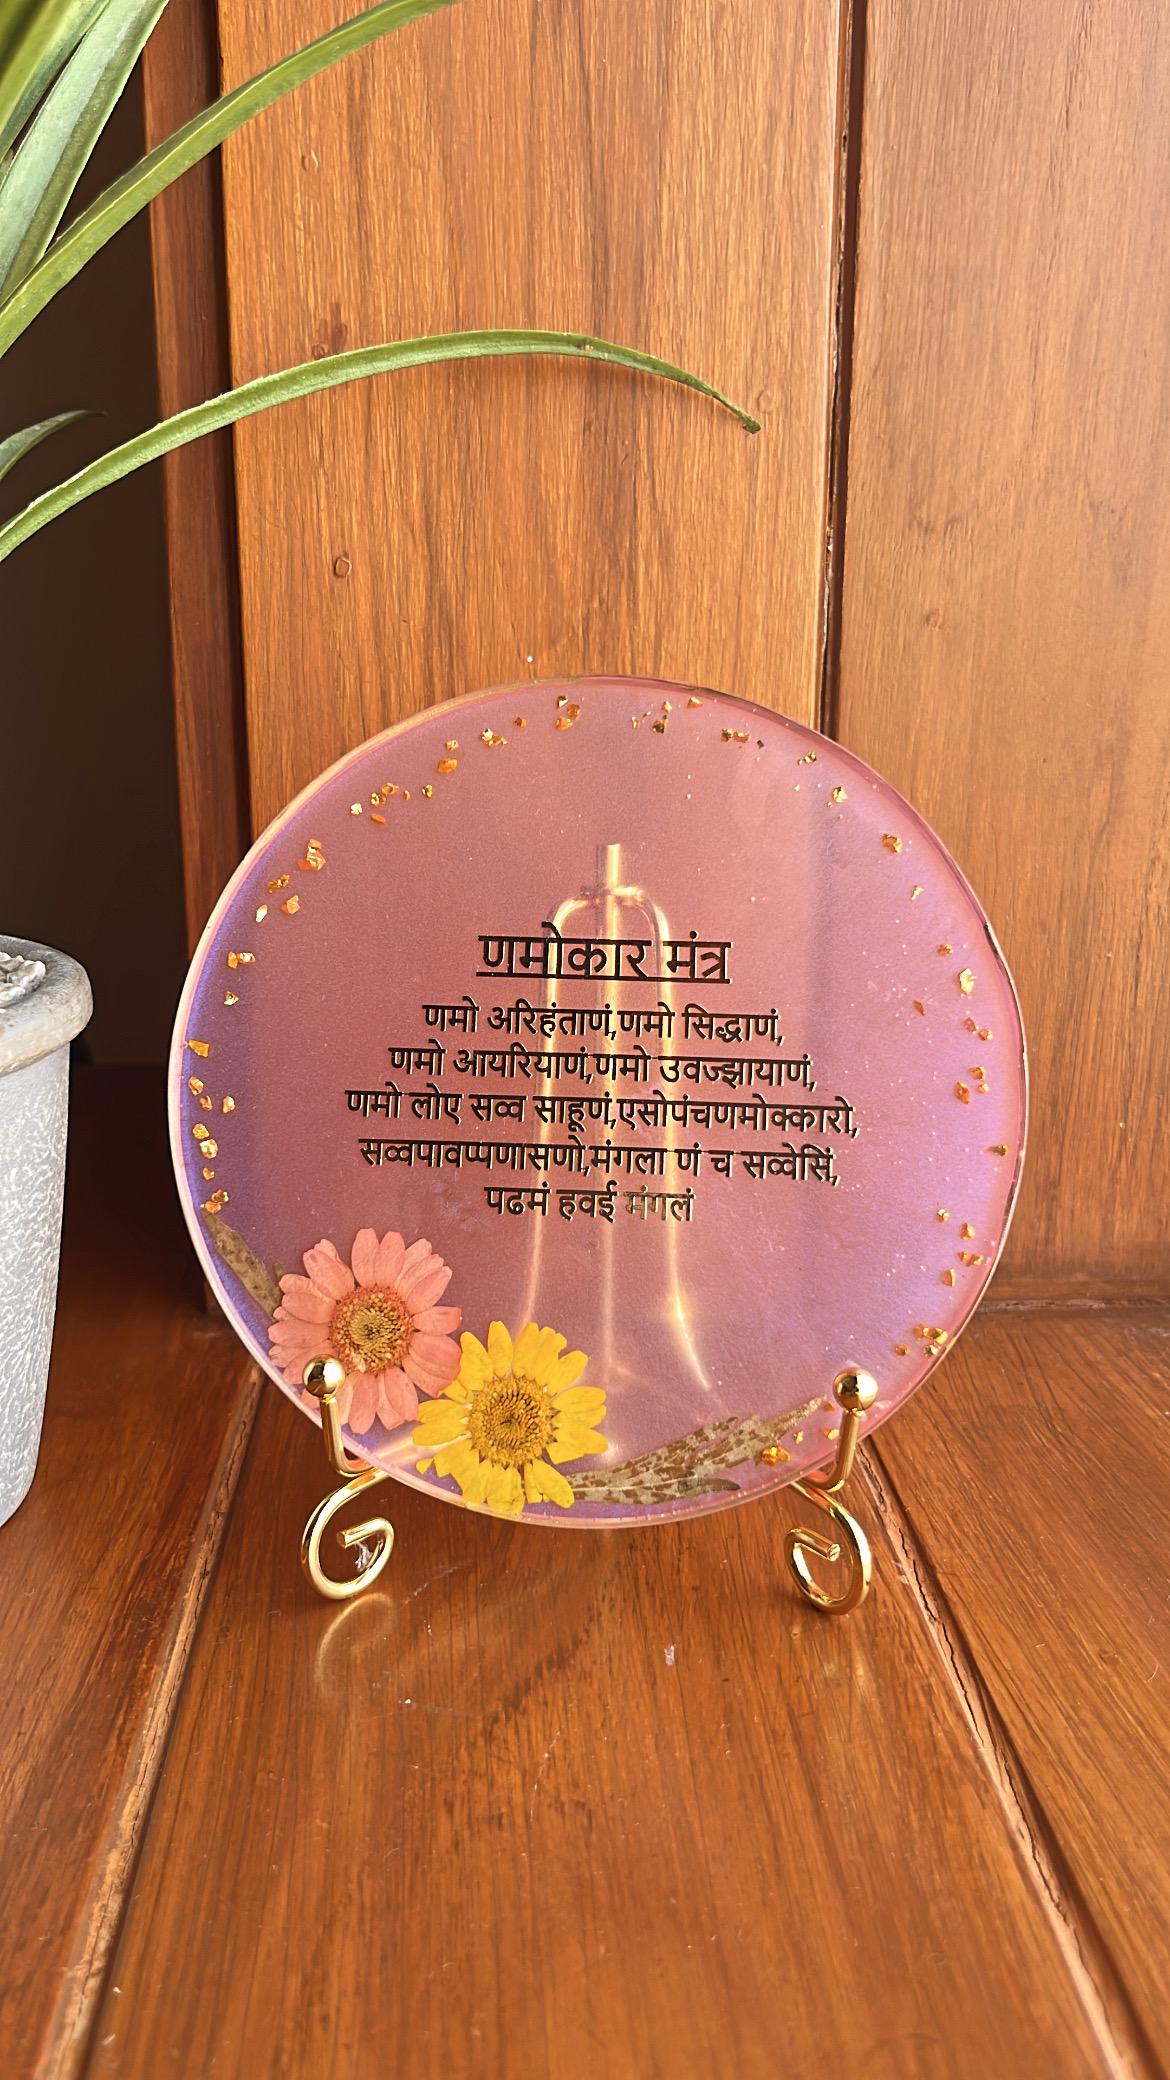 णमोकार मंत्र
णमो अरिहंताणं,णमो सिद्धाणं,
णमो आयरियाणं,णमो उवज्झायाणं,
णमो लोए सव्व साहूणं,एसोपंचणमोक्कारो,
सव्वपावप्पणासणो,मंगला णं च सव्वेसिं,
पढमं हवई मंगलं